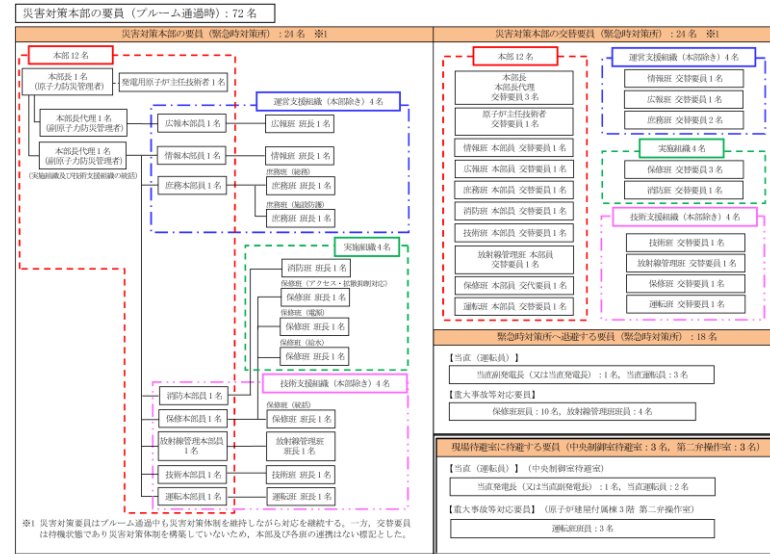 災害対策本部の要員（プルーム通過時）：72 名
災害対策本部の要員（緊急時対策所）：24 名　※1
本部 12 名
本部長 1 名
（原子力防災管理者）
発電用原子炉主任技術者 1 名
運営支援組織（本部除き）4 名
本部長代理 1 名
（副原子力防災管理者）
広報本部員 1 名
広報班 班長 1 名
本部長代理 1 名
（副原子力防災管理者）
情報本部員 1 名
情報班 班長 1 名
（実施組織及び技術支援組織の統括）
庶務班（総務）
庶務本部員 1 名
庶務班 班長 1 名
庶務班（施設防護）
庶務班 班長 1 名
実施組織 4 名
消防班 班長 1 名
保修班（アクセス・拡散抑制対応）
保修班 班長 1 名
保修班（電源）
保修班 班長 1 名
保修班（給水）
保修班 班長 1 名
技術支援組織（本部除き）4 名
消防本部員 1 名
保修班（統括）
保修本部員 1 名
保修班 班長 1 名
放射線管理本部員
1 名
放射線管理班
班長 1 名
技術本部員 1 名
技術班 班長 1 名
運転本部員 1 名
運転班 班長 1 名
※1 災害対策要員はプルーム通過中も災害対策体制を維持しながら対応を継続する。一方，交替要員
は待機状態であり災害対策体制を構築していないため，本部及び各班の連携はない標記とした。
災害対策本部の交替要員（緊急時対策所）：24 名　※1
本部 12 名
本部長
本部長代理
交替要員 3 名
原子炉主任技術者
交替要員 1 名
情報班 本部員 交替要員 1 名
広報班 本部員 交替要員 1 名
庶務班 本部員 交替要員 1 名
消防班 本部員 交替要員 1 名
技術班 本部員 交替要員 1 名
放射線管理班 本部員
交替要員 1 名
保修班 本部員 交代要員 1 名
運転班 本部員 交替要員 1 名
運営支援組織（本部除き）4 名
情報班 交替要員 1 名
広報班 交替要員 1 名
庶務班 交替要員 2 名
実施組織 4 名
保修班 交替要員 3 名
消防班 交替要員 1 名
技術支援組織（本部除き）4 名
技術班 交替要員 1 名
放射線管理班 交替要員 1 名
保修班 交替要員 1 名
運転班 交替要員 1 名
緊急時対策所へ退避する要員（緊急時対策所）：18 名
【当直（運転員）】
当直副発電長（又は当直発電長）：1 名，当直運転員：3 名
【重大事故等対応要員】
保修班班員：10 名，放射線管理班班員：4 名
現場待避室に待避する要員（中央制御室待避室：3 名，第二弁操作室：3 名）
【当直（運転員）】（中央制御室待避室）
当直発電長（又は当直副発電長）：1 名，当直運転員：2 名
【重大事故等対応要員】（原子炉建屋付属棟 3 階 第二弁操作室）
運転班班員：3 名